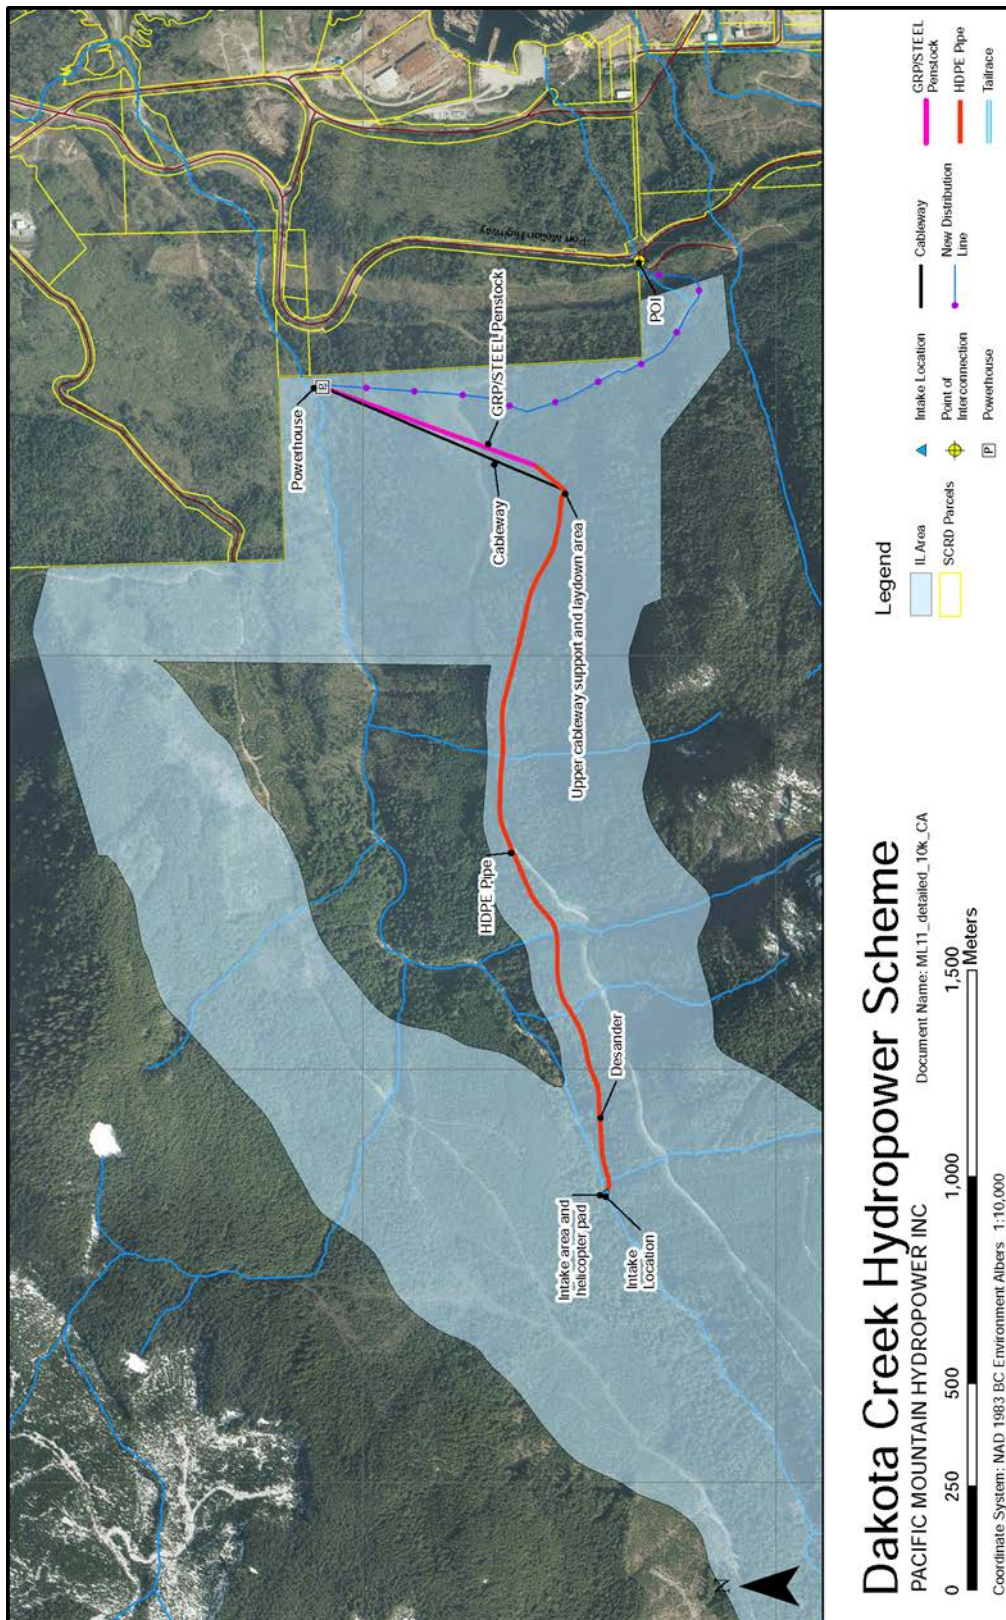 Powerhouse
P
Cableway
GRP/STEEL Penstock
Port Mellon Highway
POI
Upper cableway support and laydown area
HDPE Pipe
Desander
Intake area and
helicopter pad
Intake
Location
N
Dakota Creek Hydropower Scheme
PACIFIC MOUNTAIN HYDROPOWER INC
Document Name: ML11_detailed_10k_CA
0 250 500 1,000 1,500
Meters
Coordinate System: NAD 1983 BC Environment Albers 1:10,000
Legend
IL Area
SCRD Parcels
Intake Location
Point of
Interconnection
P
Powerhouse
Cableway
New Distribution
Line
GRP/STEEL
Penstock
HDPE Pipe
Tailrace